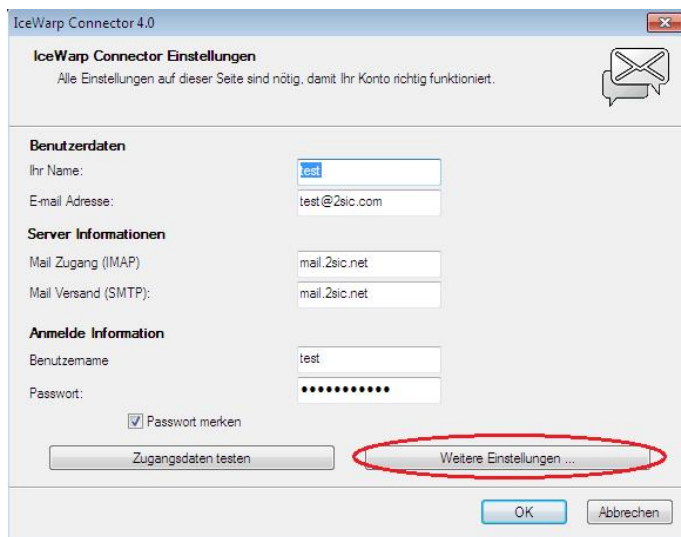 IceWarp Connector 4.0
IceWarp Connector Einstellungen
Alle Einstellungen auf dieser Seite sind nötig, damit Ihr Konto richtig funktioniert.
Benutzerdaten
Ihr Name: test
E-mail Adresse: test@2sic.com
Server Informationen
Mail Zugang (IMAP) mail.2sic.net
Mail Versand (SMTP): mail.2sic.net
Anmelde Information
Benutzername test
Passwort: •••••••••••
Passwort merken
Zugangsdaten testen Weitere Einstellungen ...
OK Abbrechen